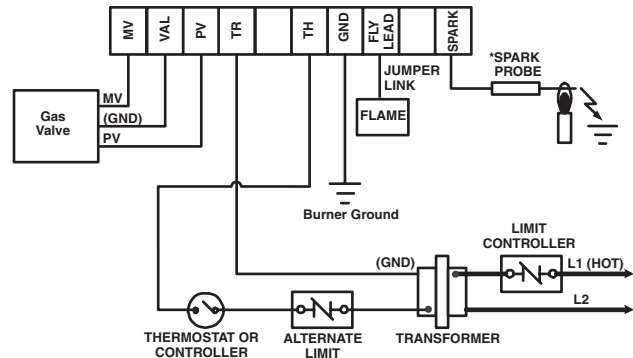 MV
VAL
PV
TR
TH
GND
FLY
LEAD
SPARK
*SPARK
PROBE
JUMPER
LINK
MV
Gas
Valve
(GND)
PV
FLAME
Burner Ground
LIMIT
CONTROLLER
(GND)
L1 (HOT)
L2
THERMOSTAT OR
CONTROLLER
ALTERNATE
LIMIT
TRANSFORMER